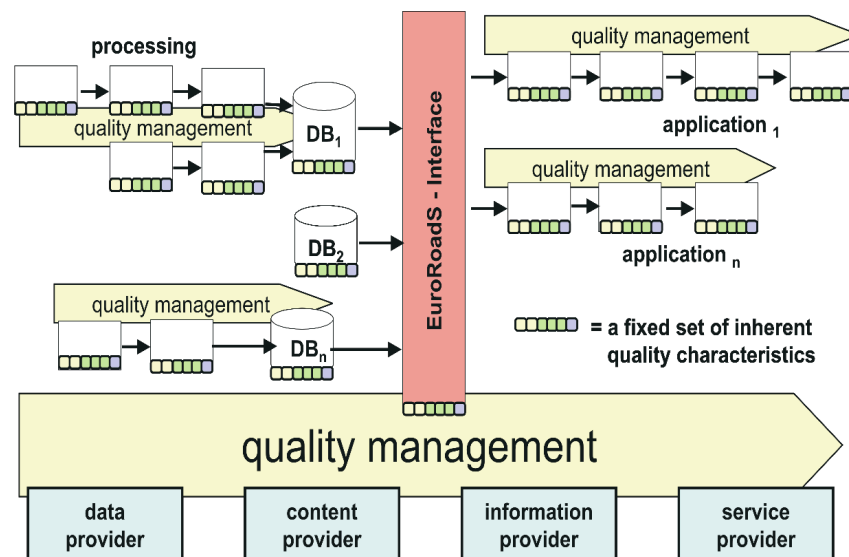 processing
quality management
DB1
DB2
quality management
DBn
EuroRoadS - Interface
quality management
application 1
quality management
application n
= a fixed set of inherent
quality characteristics
quality management
data
provider
content
provider
information
provider
service
provider